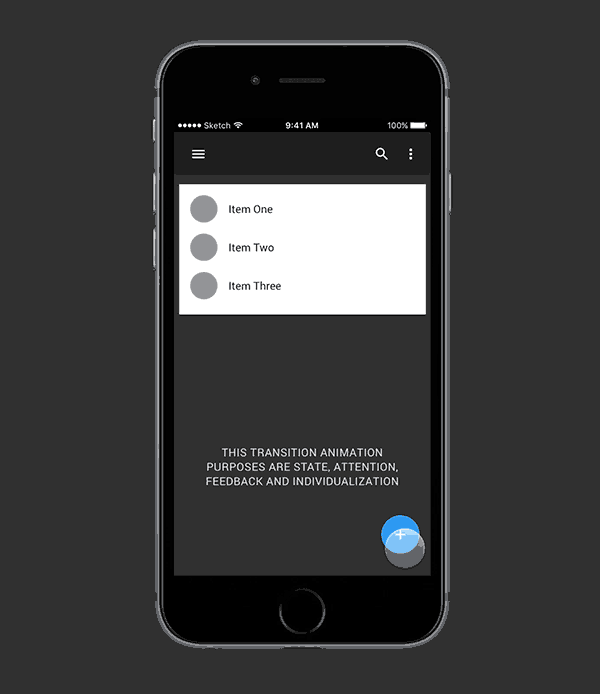 Sketch 9:41 AM 100%
Item One
Item Two
Item Three
THIS TRANSITION ANIMATION
PURPOSES ARE STATE, ATTENTION,
FEEDBACK AND INDIVIDUALIZATION
+